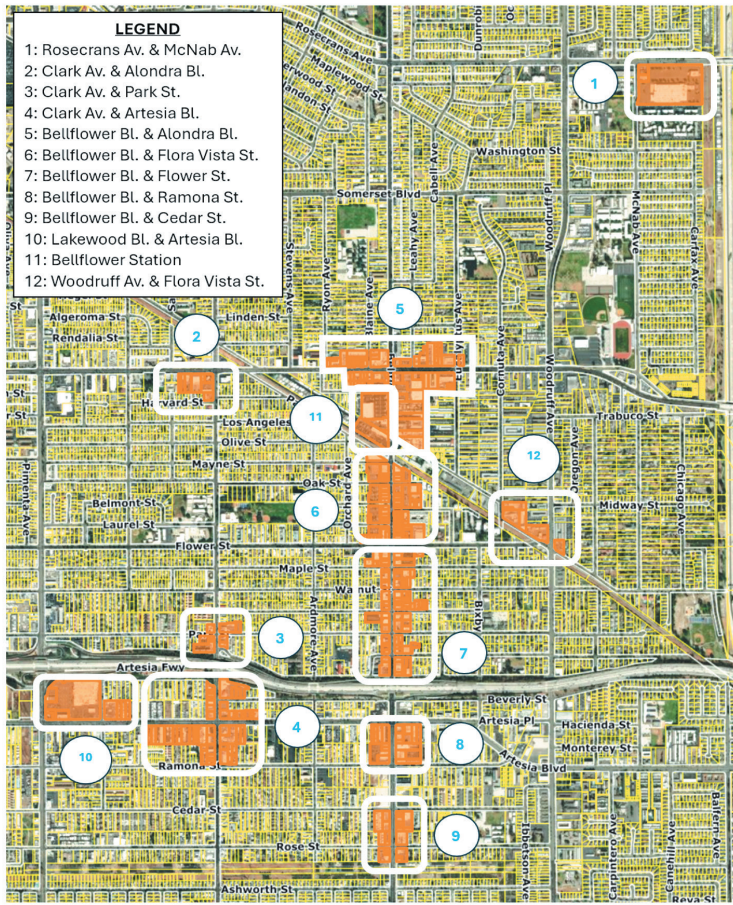 LEGEND
1: Rosecrans Av. & McNab Av.
2: Clark Av. & Alondra Bl.
3: Clark Av. & Park St.
4: Clark Av. & Artesia Bl.
5: Bellflower Bl. & Alondra Bl.
6: Bellflower Bl. & Flora Vista St.
7: Bellflower Bl. & Flower St.
8: Bellflower Bl. & Ramona St.
9: Bellflower Bl. & Cedar St.
10: Lakewood Bl. & Artesia Bl.
11: Bellflower Station
12: Woodruff Av. & Flora Vista St.
Rosecrans Ave
Maplewood St
Dunrobi
OC
1
Washington St
Cabell Ave
Somerset Blvd
Woodruff Pl
McNab Ave
Garfax Ave
Leahy Ave
Ryon Ave
Stevens Ave
Algeroma St
Linden St
Rendalia St
5
2
Cornuta Ave
Woodruff Ave
Harvard St
Trabuco St
Los Angeles
11
Olive St
Mayne St
12
Oregon Ave
Pimenta Ave
Oak St
Orchard Ave
Chicago Ave
Belmont St
Laurel St
6
Midway St
Flower St
Maple St
Walnut
Ardmore Ave
Bixby
3
7
Artesia Fwy
Beverly St
Artesia Pl
Hacienda St
4
8
Monterey St
10
Ramona St
Artesia Blvd
Cedar St
9
Rose St
Ibbetson Ave
Carpintero Ave
Canehill Ave
Battern Ave
Ashworth St
Reva St